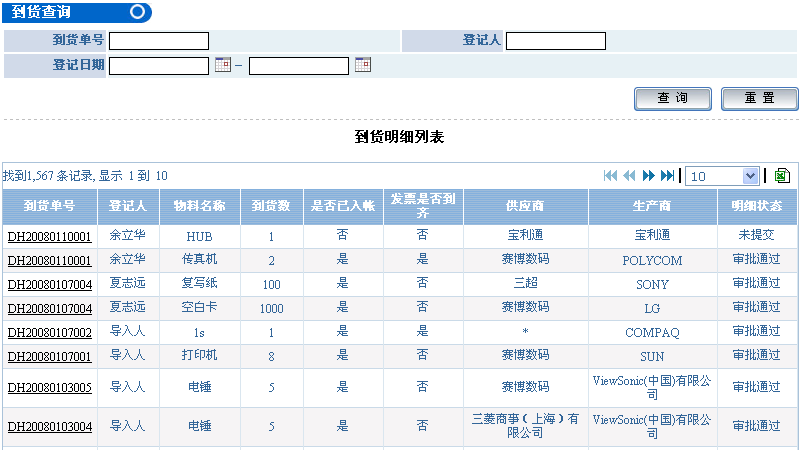 到货查询
到货单号 登记人
登记日期 –
查 询 重 置
到货明细列表
找到1,567 条记录, 显示 1 到 10 10
到货单号 登记人 物料名称 到货数 是否已入帐 发票是否到齐 供应商 生产商 明细状态
DH20080110001 余立华 HUB 1 否 否 宝利通 宝利通 未提交
DH20080110001 余立华 传真机 2 是 是 赛博数码 POLYCOM 审批通过
DH20080107004 夏志远 复写纸 100 是 否 三超 SONY 审批通过
DH20080107004 夏志远 空白卡 1000 是 否 赛博数码 LG 审批通过
DH20080107002 导入人 1s 1 是 是 * COMPAQ 审批通过
DH20080107001 导入人 打印机 8 是 否 赛博数码 SUN 审批通过
DH20080103005 导入人 电锤 5 是 否 赛博数码 ViewSonic(中国)有限公司 审批通过
DH20080103004 导入人 电锤 5 是 否 三菱商事（上海）有限公司 ViewSonic(中国)有限公司 审批通过